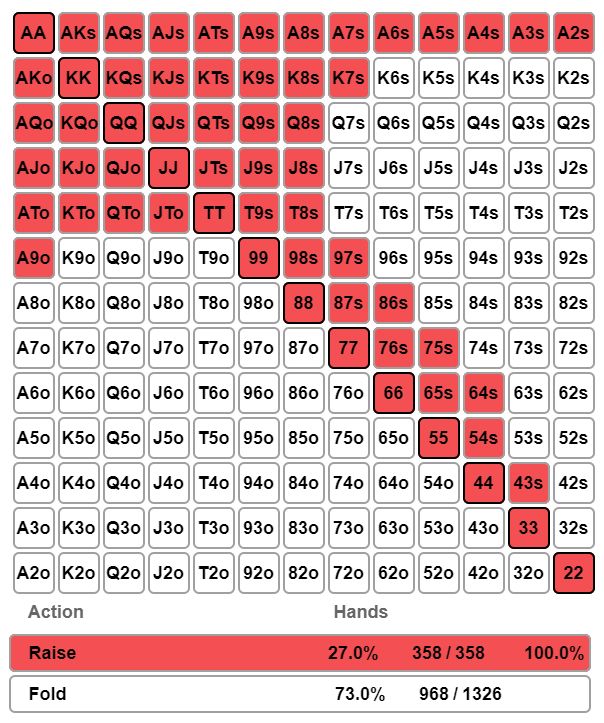 AA AKs AQs AJs ATs A9s A8s A7s A6s A5s A4s A3s A2s
AKo KK KQs KJs KTs K9s K8s K7s K6s K5s K4s K3s K2s
AQo KQo QQ QJs QTs Q9s Q8s Q7s Q6s Q5s Q4s Q3s Q2s
AJo KJo QJo JJ JTs J9s J8s J7s J6s J5s J4s J3s J2s
ATo KTo QTo JTo TT T9s T8s T7s T6s T5s T4s T3s T2s
A9o K9o Q9o J9o T9o 99 98s 97s 96s 95s 94s 93s 92s
A8o K8o Q8o J8o T8o 98o 88 87s 86s 85s 84s 83s 82s
A7o K7o Q7o J7o T7o 97o 87o 77 76s 75s 74s 73s 72s
A6o K6o Q6o J6o T6o 96o 86o 76o 66 65s 64s 63s 62s
A5o K5o Q5o J5o T5o 95o 85o 75o 65o 55 54s 53s 52s
A4o K4o Q4o J4o T4o 94o 84o 74o 64o 54o 44 43s 42s
A3o K3o Q3o J3o T3o 93o 83o 73o 63o 53o 43o 33 32s
A2o K2o Q2o J2o T2o 92o 82o 72o 62o 52o 42o 32o 22
Action Hands
Raise 27.0% 358 / 358 100.0%
Fold 73.0% 968 / 1326